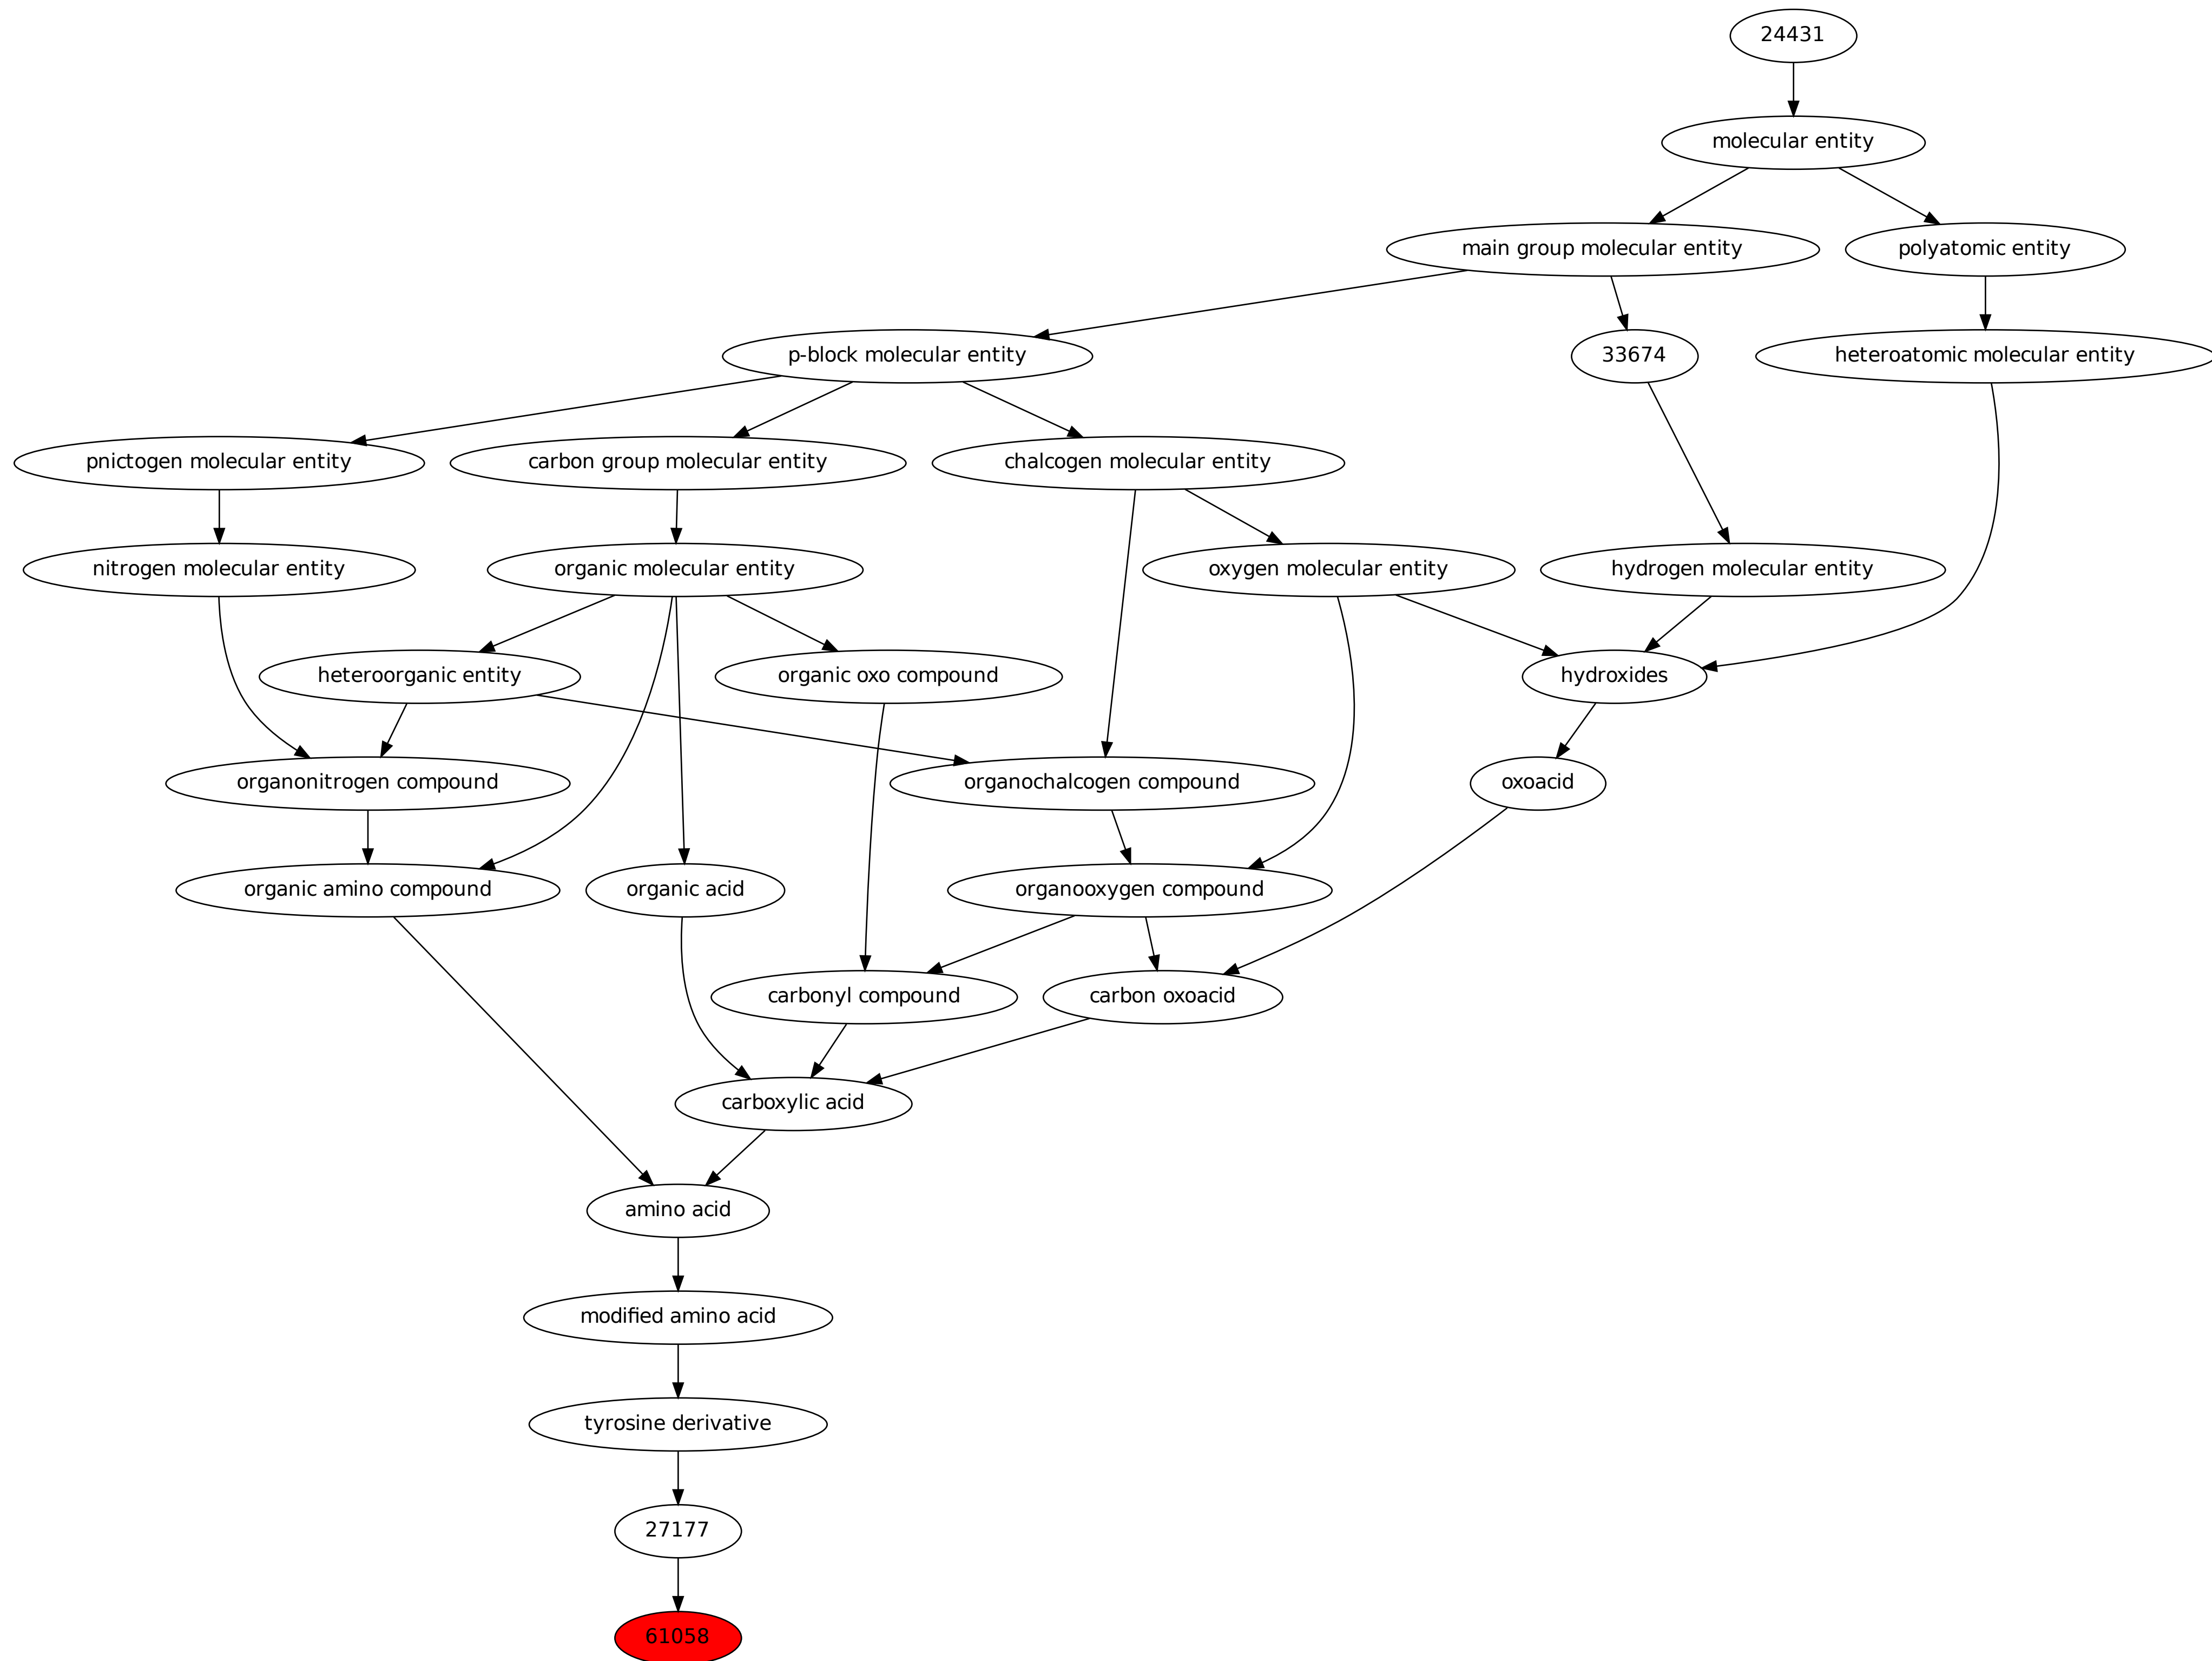 24431
molecular entity
main group molecular entity
polyatomic entity
p-block molecular entity
33674
heteroatomic molecular entity
pnictogen molecular entity
carbon group molecular entity
chalcogen molecular entity
nitrogen molecular entity
organic molecular entity
oxygen molecular entity
hydrogen molecular entity
heteroorganic entity
organic oxo compound
hydroxides
organonitrogen compound
organochalcogen compound
oxoacid
organic amino compound
organic acid
organooxygen compound
carbonyl compound
carbon oxoacid
carboxylic acid
amino acid
modified amino acid
tyrosine derivative
27177
61058